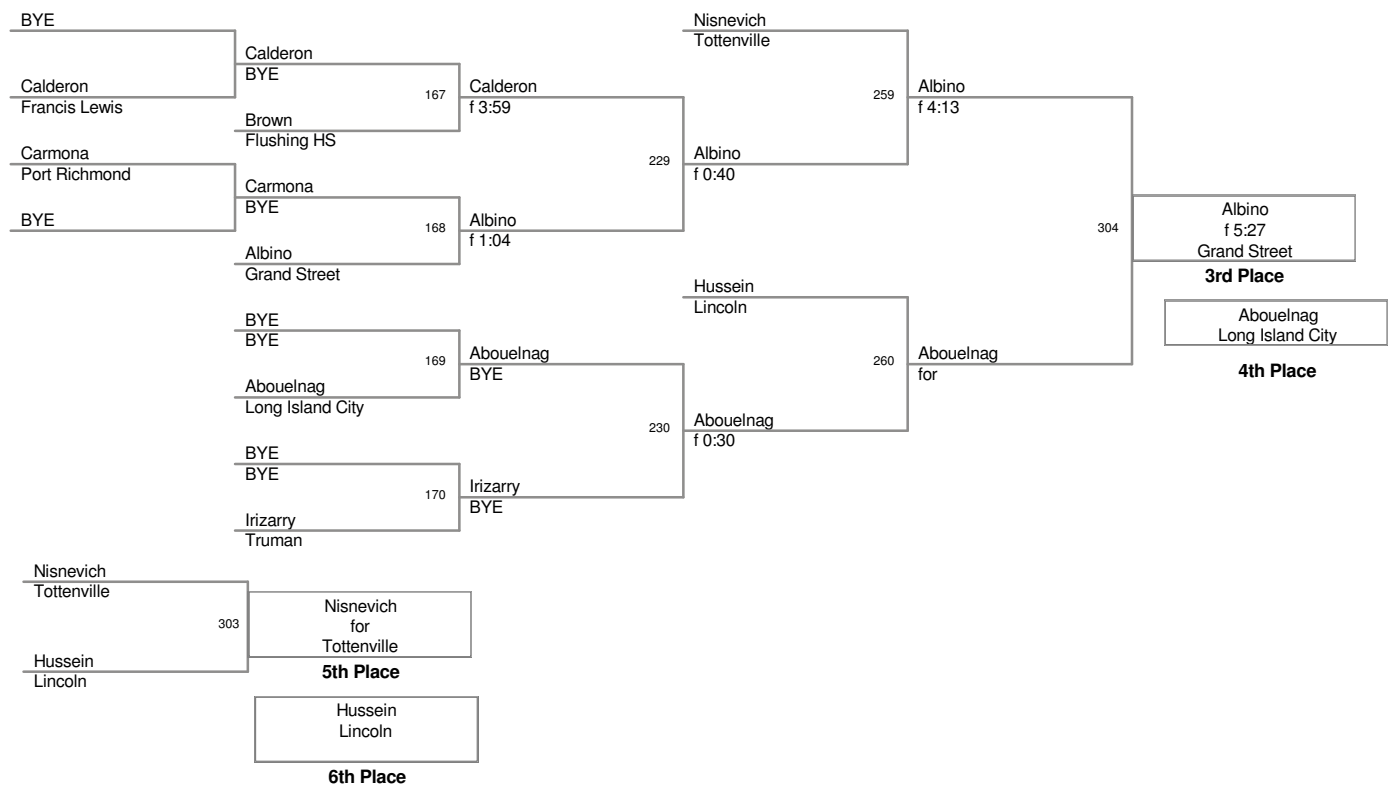 BYE
Calderon
Francis Lewis
Carmona
Port Richmond
BYE
Calderon
BYE
167
Brown
Flushing HS
Carmona
BYE
168
Albino
Grand Street
BYE
BYE
169
Abouelnag
Long Island City
BYE
BYE
170
Irizarry
Truman
Calderon
f 3:59
229
Albino
f 1:04
Abouelnag
BYE
230
Irizarry
BYE
Nisnevich
Tottenville
259
Albino
f 0:40
Hussein
Lincoln
260
Abouelnag
f 0:30
Albino
f 4:13
304
Abouelnag
for
Albino
f 5:27
Grand Street
3rd Place
Abouelnag
Long Island City
4th Place
Nisnevich
Tottenville
303
Hussein
Lincoln
Nisnevich
for
Tottenville
5th Place
Hussein
Lincoln
6th Place